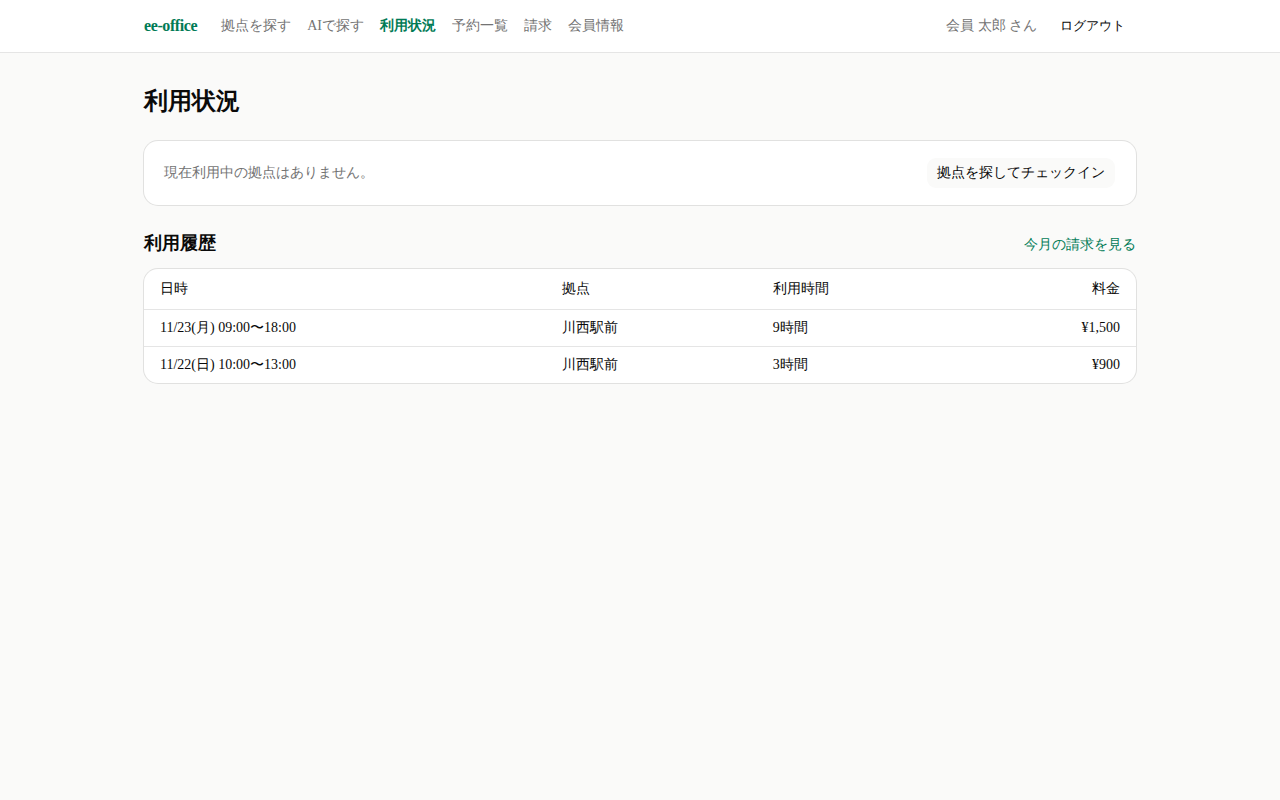 ee-office 拠点を探す AIで探す 利用状況 予約一覧 請求 会員情報 会員 太郎 さん ログアウト
利用状況
現在利用中の拠点はありません。 拠点を探してチェックイン
利用履歴 今月の請求を見る
日時 拠点 利用時間 料金
11/23(月) 09:00〜18:00 川西駅前 9時間 ¥1,500
11/22(日) 10:00〜13:00 川西駅前 3時間 ¥900